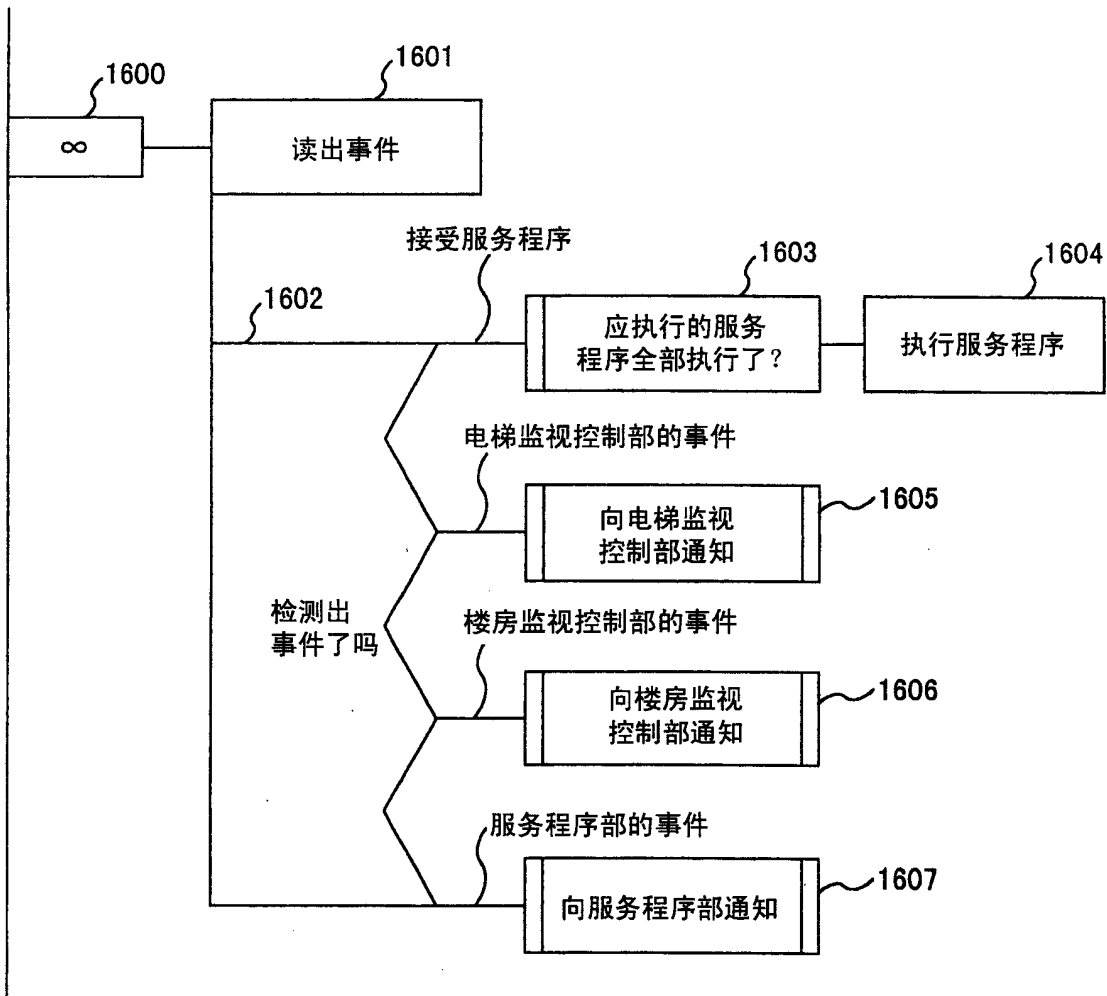 1600
∞
1601
读出事件
1602
接受服务程序
1603
应执行的服务
程序全部执行了?
1604
执行服务程序
电梯监视控制部的事件
1605
向电梯监视
控制部通知
检测出
事件了吗
楼房监视控制部的事件
1606
向楼房监视
控制部通知
服务程序部的事件
1607
向服务程序部通知